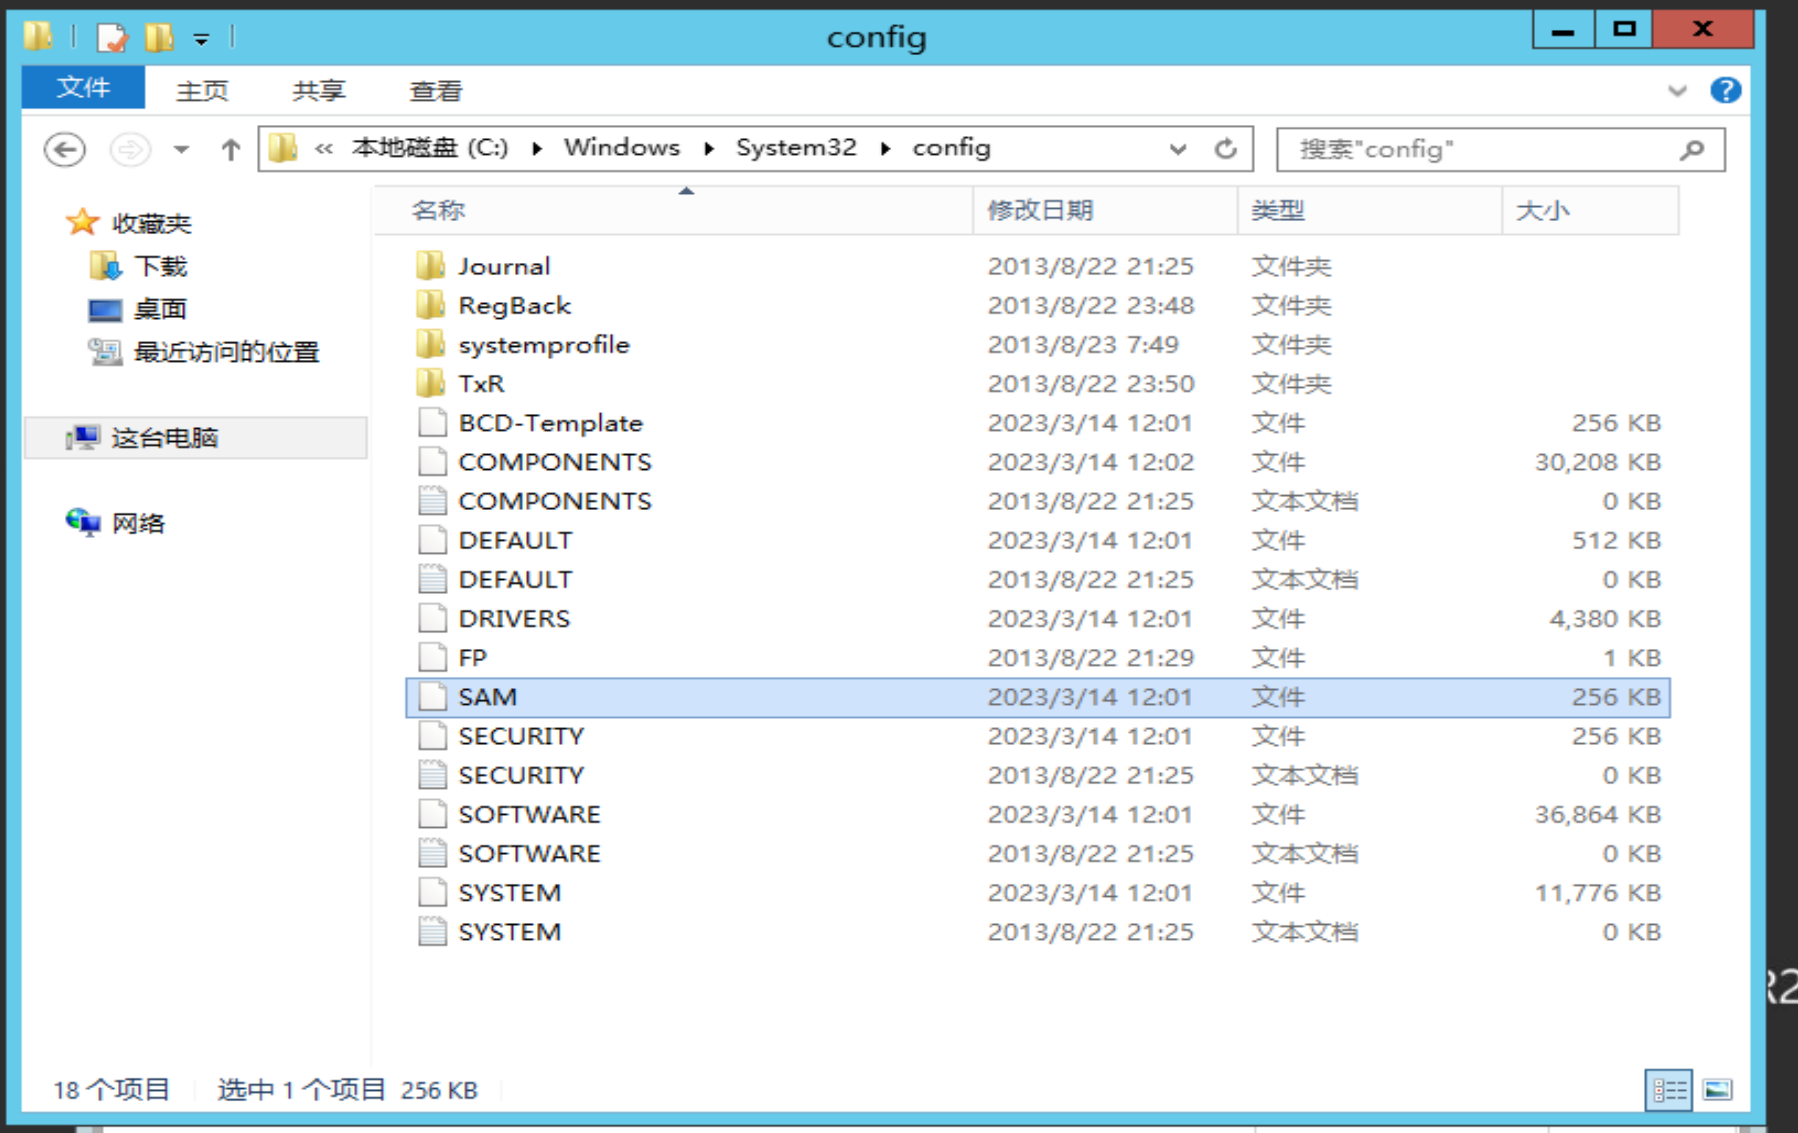 config
文件 主页 共享 查看
« 本地磁盘 (C:) Windows System32 config 搜索"config"
名称 修改日期 类型 大小
收藏夹
下载
桌面
最近访问的位置
这台电脑
网络
Journal 2013/8/22 21:25 文件夹
RegBack 2013/8/22 23:48 文件夹
systemprofile 2013/8/23 7:49 文件夹
TxR 2013/8/22 23:50 文件夹
BCD-Template 2023/3/14 12:01 文件 256 KB
COMPONENTS 2023/3/14 12:02 文件 30,208 KB
COMPONENTS 2013/8/22 21:25 文本文档 0 KB
DEFAULT 2023/3/14 12:01 文件 512 KB
DEFAULT 2013/8/22 21:25 文本文档 0 KB
DRIVERS 2023/3/14 12:01 文件 4,380 KB
FP 2013/8/22 21:29 文件 1 KB
SAM 2023/3/14 12:01 文件 256 KB
SECURITY 2023/3/14 12:01 文件 256 KB
SECURITY 2013/8/22 21:25 文本文档 0 KB
SOFTWARE 2023/3/14 12:01 文件 36,864 KB
SOFTWARE 2013/8/22 21:25 文本文档 0 KB
SYSTEM 2023/3/14 12:01 文件 11,776 KB
SYSTEM 2013/8/22 21:25 文本文档 0 KB
R2
18 个项目 选中 1 个项目 256 KB